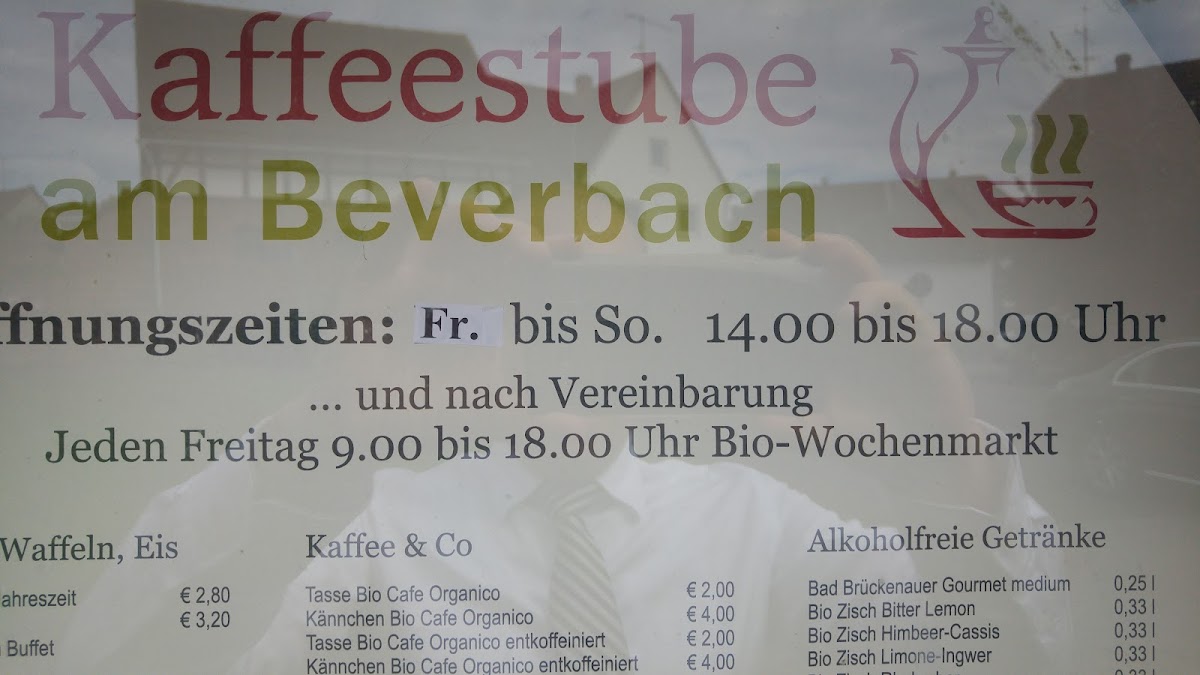 Kaffeestube
am Beverbach
ffnungszeiten: Fr. bis So. 14.00 bis 18.00 Uhr
... und nach Vereinbarung
Jeden Freitag 9.00 bis 18.00 Uhr Bio-Wochenmarkt
Waffeln, Eis
ahreszeit € 2,80
€ 3,20
Buffet
Kaffee & Co
Tasse Bio Cafe Organico € 2,00
Kännchen Bio Cafe Organico € 4,00
Tasse Bio Cafe Organico entkoffeiniert € 2,00
Kännchen Bio Cafe Organico entkoffeiniert € 4,00
Alkoholfreie Getränke
Bad Brückenauer Gourmet medium 0,25 l
Bio Zisch Bitter Lemon 0,33 l
Bio Zisch Himbeer-Cassis 0,33 l
Bio Zisch Limone-Ingwer 0,33 l